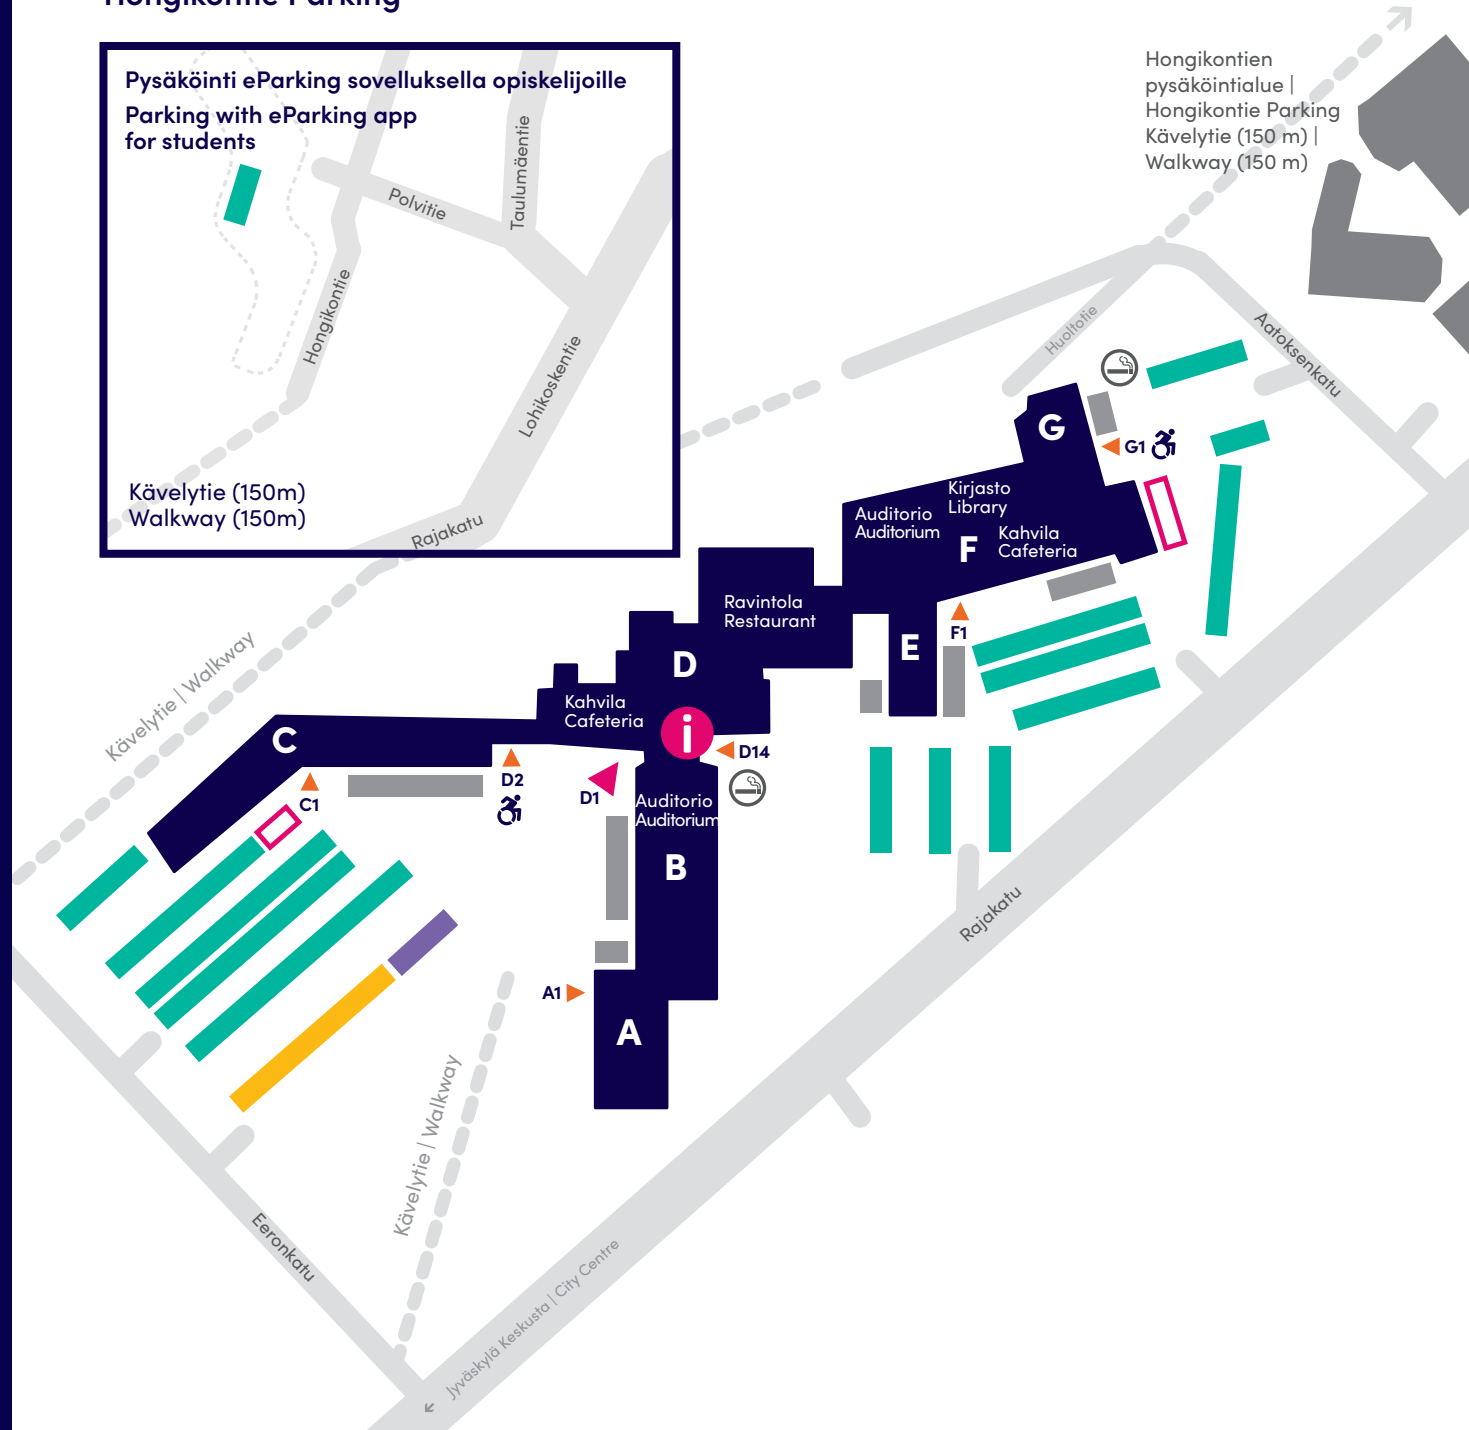 Hongikontie Parking
Pysäköinti eParking sovelluksella opiskelijoille
Parking with eParking app
for students
Polvitie
Taulumäentie
Hongikontie
Lohikoskentie
Rajakatu
Kävelytie (150m)
Walkway (150m)
Hongikontien
pysäköintialue |
Hongikontie Parking
Kävelytie (150 m) |
Walkway (150 m)
Huoltotie
Aatoksenkatu
G
G1
Kirjasto
Library
Auditorio
Auditorium
F
Kahvila
Cafeteria
Ravintola
Restaurant
F1
E
D
Kahvila
Cafeteria
i
D14
Kävelytie | Walkway
C
C1
D2
D1
Auditorio
Auditorium
B
A1
A
Rajakatu
Kävelytie | Walkway
Eeronkatu
Jyväskylä Keskusta | City Centre